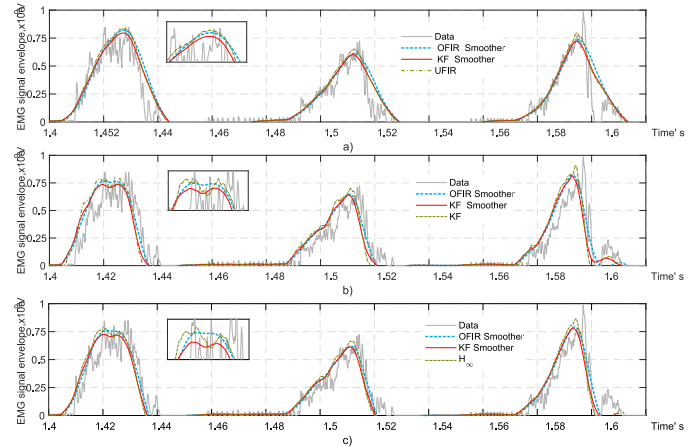 EMG signal envelope,x10
1
0.75
0.5
0.25
0
Data
OFIR Smoother
KF Smoother
UFIR
1.4 1.452 1.44 1.46 1.48 1.5 1.52 1.54 1.56 1.58 1.6 Time' s
a)
EMG signal envelope,x10
1
0.75
0.5
0.25
0
Data
OFIR Smoother
KF Smoother
KF
1.4 1.42 1.44 1.46 1.48 1.5 1.52 1.54 1.56 1.58 1.6 Time' s
b)
EMG signal envelope,x10
1
0.75
0.5
0.25
0
Data
OFIR Smoother
KF Smoother
H∞
1.4 1.42 1.44 1.46 1.48 1.5 1.52 1.54 1.56 1.58 1.6 Time' s
c)